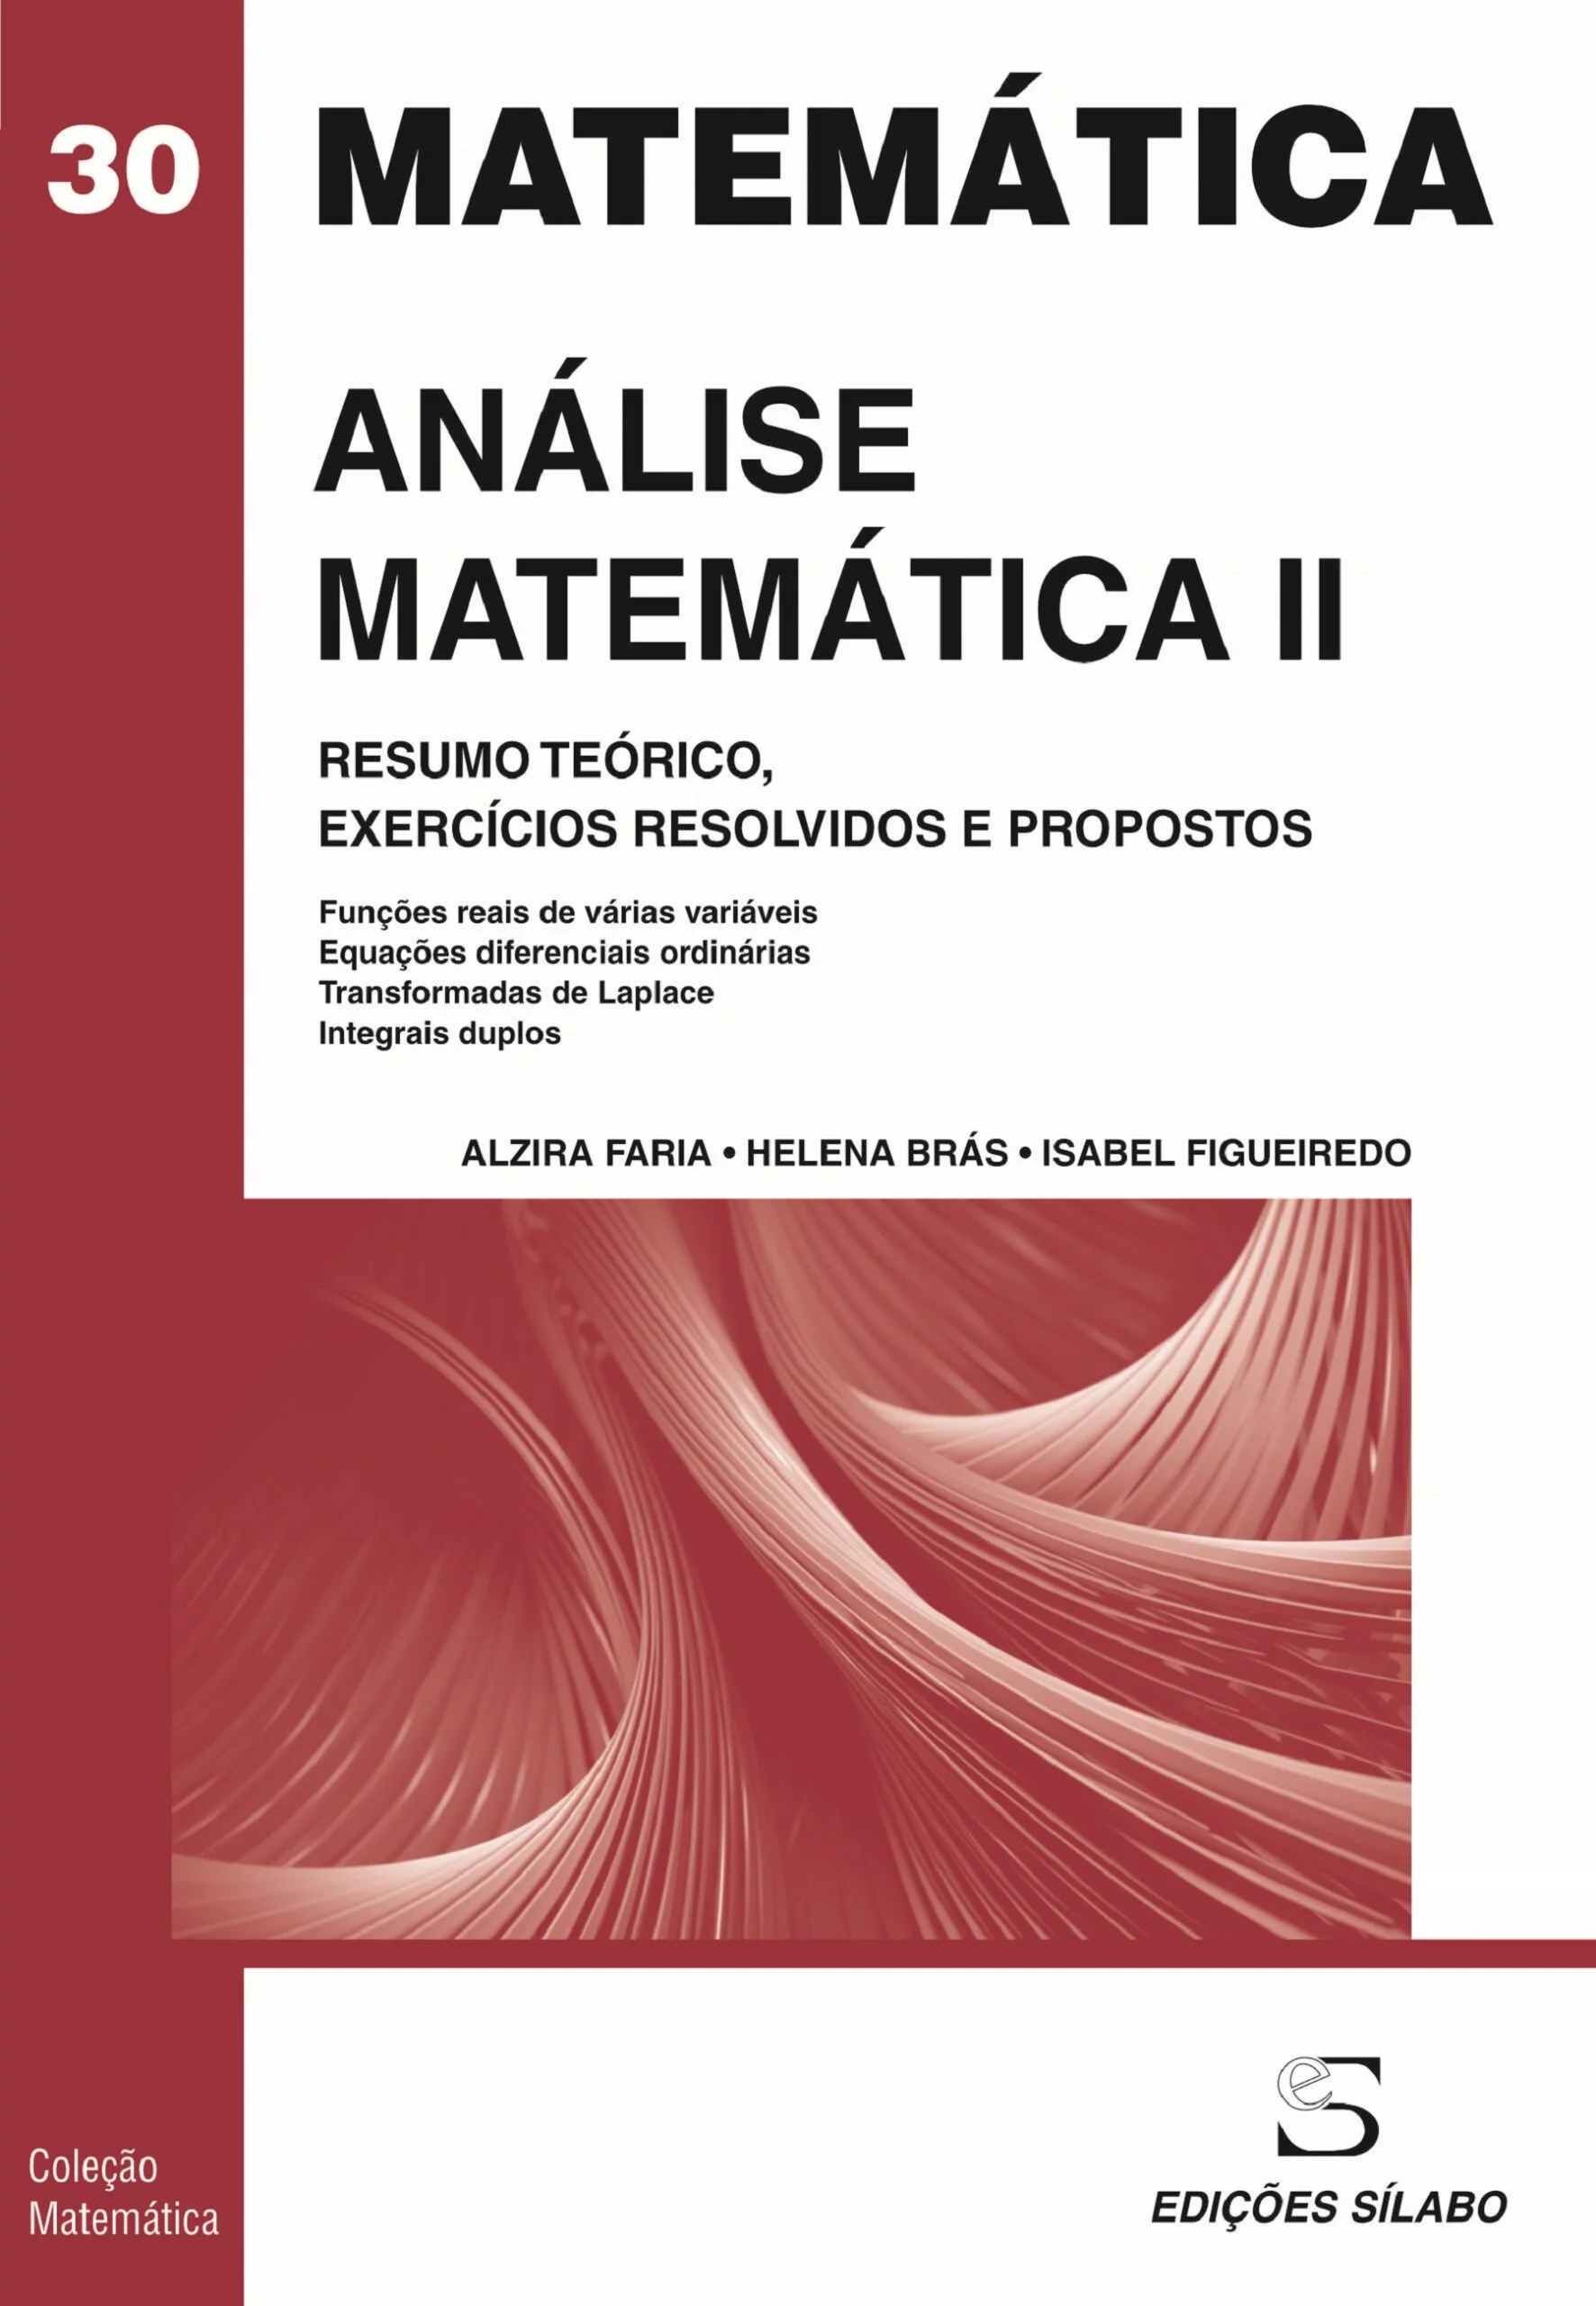 30
MATEMÁTICA
ANÁLISE
MATEMÁTICA II
RESUMO TEÓRICO,
EXERCÍCIOS RESOLVIDOS E PROPOSTOS
Funções reais de várias variáveis
Equações diferenciais ordinárias
Transformadas de Laplace
Integrais duplos
ALZIRA FARIA • HELENA BRÁS • ISABEL FIGUEIREDO
eS
EDIÇÕES SÍLABO
Coleção
Matemática